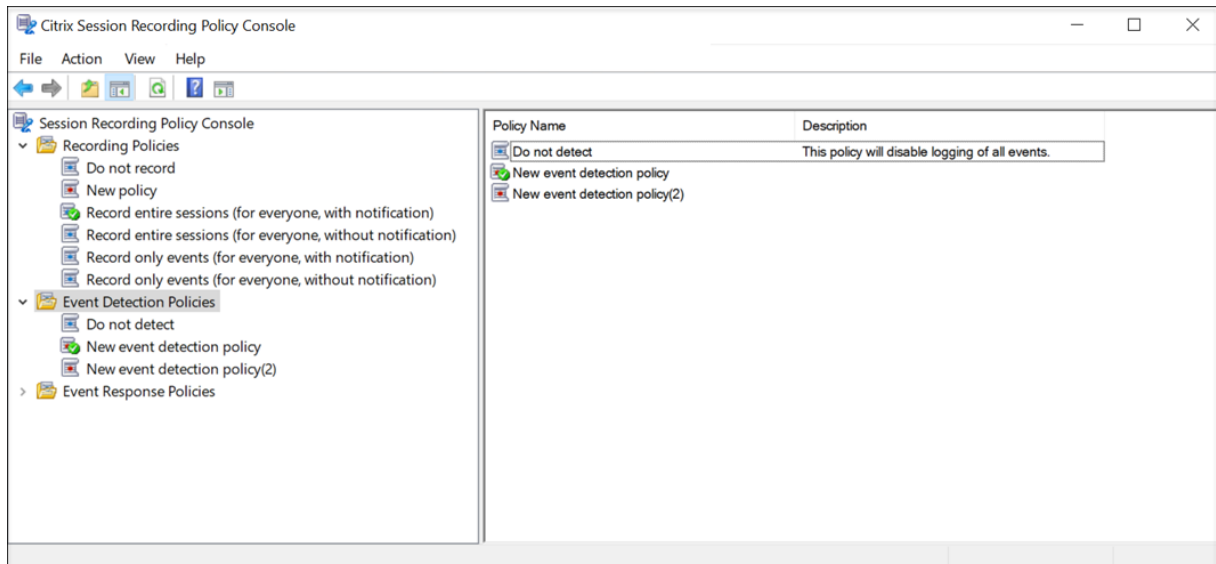 Citrix Session Recording Policy Console
File Action View Help
Session Recording Policy Console
Recording Policies
Do not record
New policy
Record entire sessions (for everyone, with notification)
Record entire sessions (for everyone, without notification)
Record only events (for everyone, with notification)
Record only events (for everyone, without notification)
Event Detection Policies
Do not detect
New event detection policy
New event detection policy(2)
Event Response Policies
Policy Name Description
Do not detect This policy will disable logging of all events.
New event detection policy
New event detection policy(2)